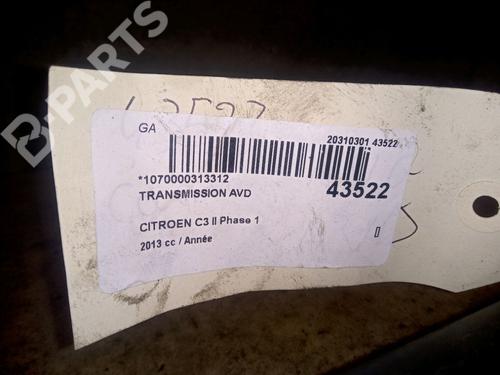 B-PARTS
GA
20310301 43522
*1070000313312
43522
TRANSMISSION AVD
CITROEN C3 II Phase 1
2013 cc / Année